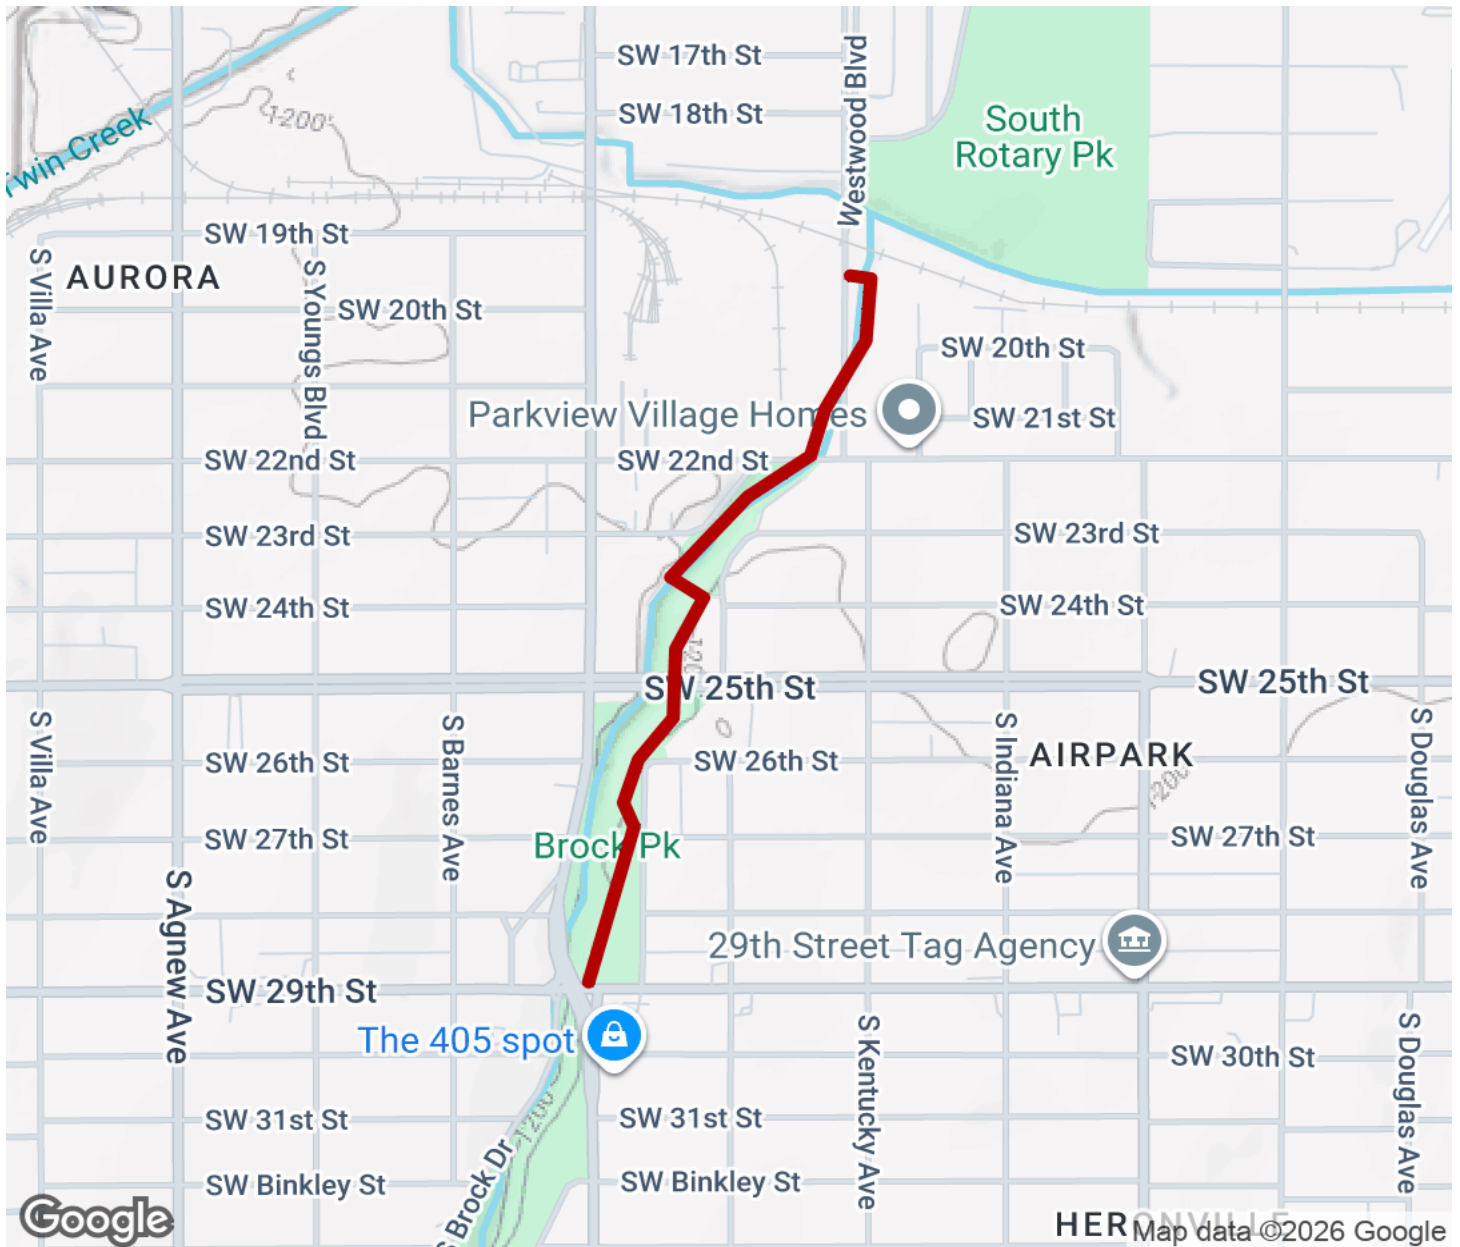 SW 17th St
Westwood Blvd
SW 18th St
South
Rotary Pk
1200'
Twin Creek
SW 19th St
AURORA
S Villa Ave
S Youngs Blvd
SW 20th St
SW 20th St
Parkview Village Homes
SW 21st St
SW 22nd St
SW 22nd St
SW 23rd St
SW 23rd St
SW 24th St
SW 24th St
SW 25th St
SW 25th St
S Villa Ave
S Barnes Ave
SW 26th St
SW 26th St
S Indiana Ave
AIRPARK
1200'
S Douglas Ave
SW 27th St
Brock Pk
SW 27th St
S Agnew Ave
29th Street Tag Agency
SW 29th St
The 405 spot
S Kentucky Ave
SW 30th St
S Douglas Ave
1200'
SW 31st St
SW 31st St
S Brock Dr
SW Binkley St
SW Binkley St
Google
Map data ©2026 Google